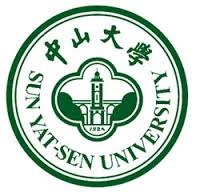 中山大學
1924
SUN YAT-SEN UNIVERSITY